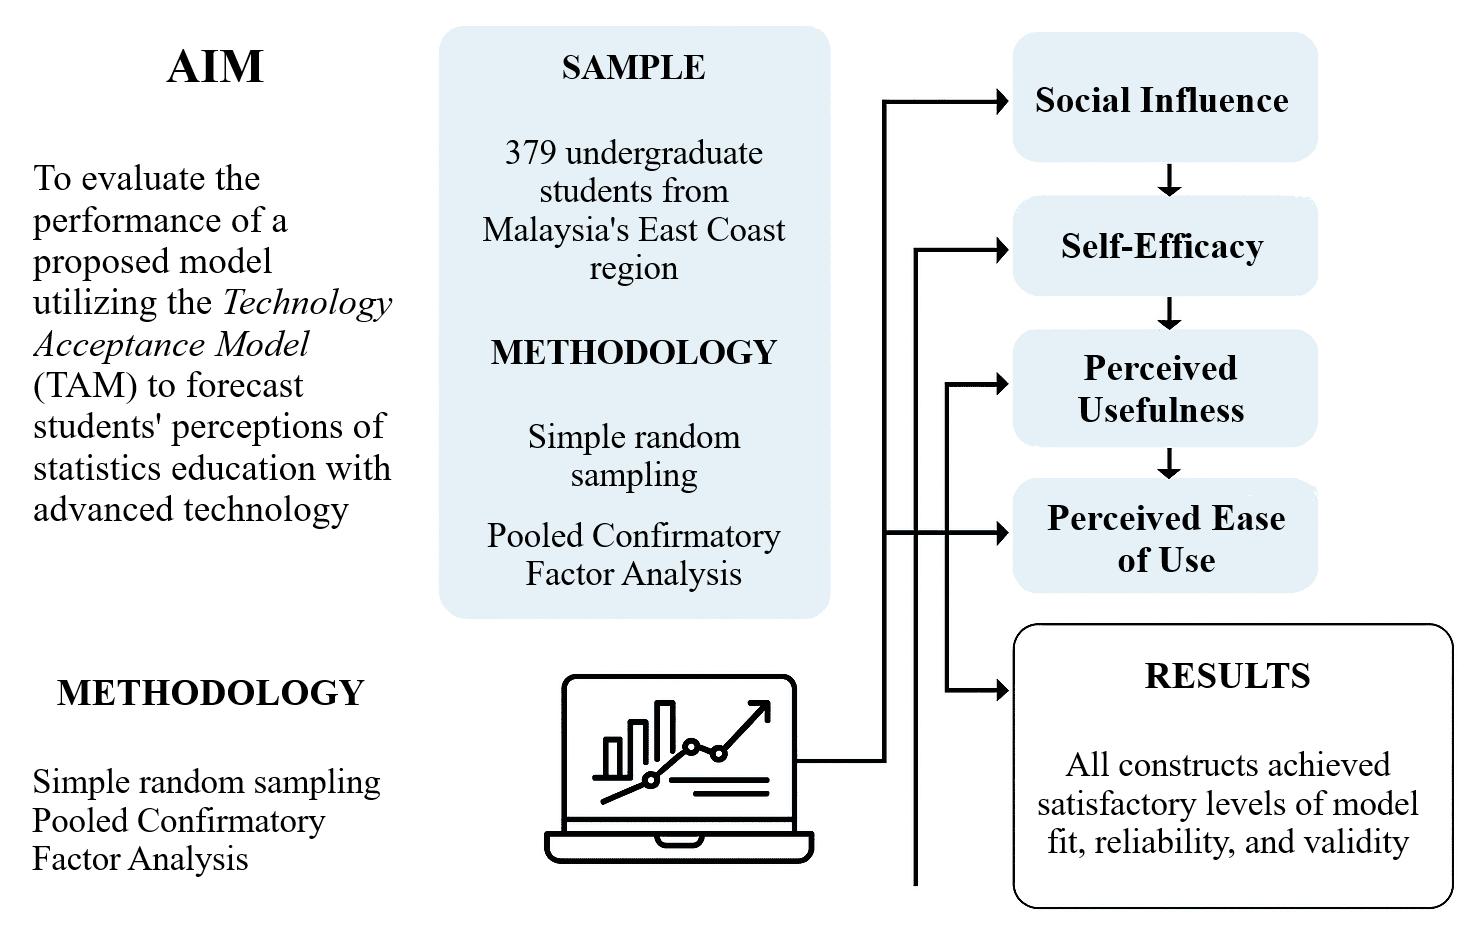 AIM
To evaluate the
performance of a
proposed model
utilizing the Technology
Acceptance Model
(TAM) to forecast
students' perceptions of
statistics education with
advanced technology
METHODOLOGY
Simple random sampling
Pooled Confirmatory
Factor Analysis
SAMPLE
379 undergraduate
students from
Malaysia's East Coast
region
METHODOLOGY
Simple random
sampling
Pooled Confirmatory
Factor Analysis
Social Influence
Self-Efficacy
Perceived
Usefulness
Perceived Ease
of Use
RESULTS
All constructs achieved
satisfactory levels of model
fit, reliability, and validity